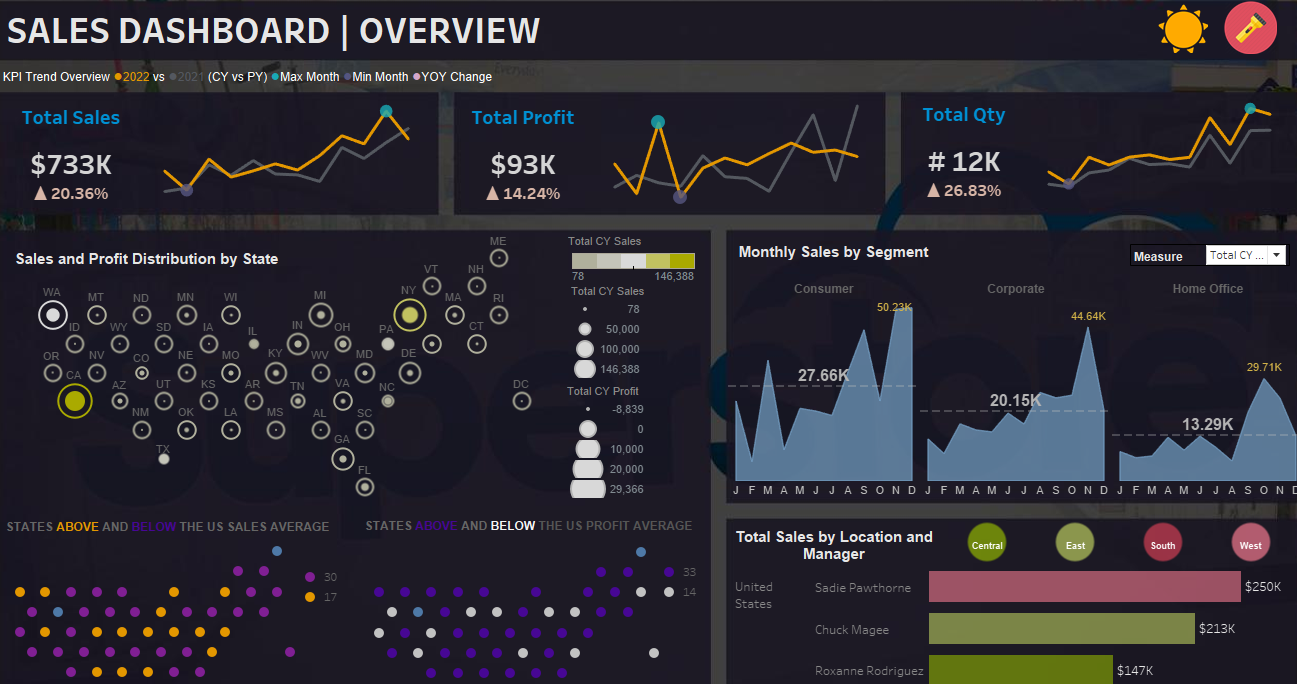 SALES DASHBOARD | OVERVIEW
KPI Trend Overview 2022 vs 2021 (CY vs PY) Max Month Min Month YOY Change
Total Sales
$733K
▲ 20.36%
Total Profit
$93K
▲ 14.24%
Total Qty
# 12K
▲ 26.83%
Sales and Profit Distribution by State
ME
VT NH
WA MT ND MN WI MI NY MA RI
ID WY SD IA IL IN OH PA CT
OR NV CO NE MO KY WV MD DE
CA AZ UT KS AR TN VA NC DC
NM OK LA MS AL SC
TX GA
FL
Total CY Sales
78 146,388
Total CY Sales
78
50,000
100,000
146,388
Total CY Profit
-8,839
0
10,000
20,000
29,366
Monthly Sales by Segment
Measure Total CY ...
Consumer Corporate Home Office
50.23K
44.64K
29.71K
27.66K
20.15K
13.29K
J F M A M J J A S O N D J F M A M J J A S O N D J F M A M J J A S O N D
STATES ABOVE AND BELOW THE US SALES AVERAGE
30
17
STATES ABOVE AND BELOW THE US PROFIT AVERAGE
33
14
Total Sales by Location and
Manager
Central East South West
United
States
Sadie Pawthorne $250K
Chuck Magee $213K
Roxanne Rodriguez $147K